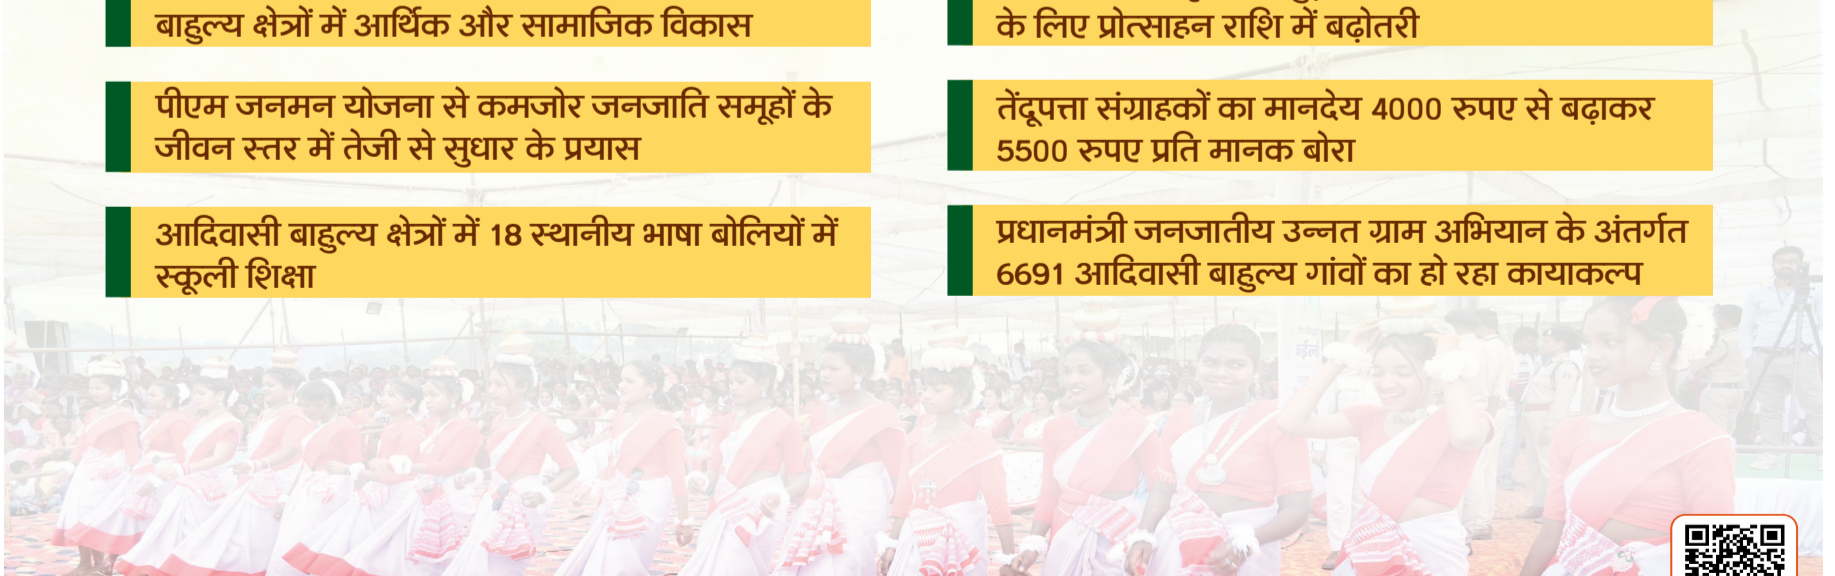 बाहुल्य क्षेत्रों में आर्थिक और सामाजिक विकास
पीएम जनमन योजना से कमजोर जनजाति समूहों के
जीवन स्तर में तेजी से सुधार के प्रयास
आदिवासी बाहुल्य क्षेत्रों में 18 स्थानीय भाषा बोलियों में
स्कूली शिक्षा
के लिए प्रोत्साहन राशि में बढ़ोतरी
तेंदूपत्ता संग्राहकों का मानदेय 4000 रुपए से बढ़ाकर
5500 रुपए प्रति मानक बोरा
प्रधानमंत्री जनजातीय उन्नत ग्राम अभियान के अंतर्गत
6691 आदिवासी बाहुल्य गांवों का हो रहा कायाकल्प